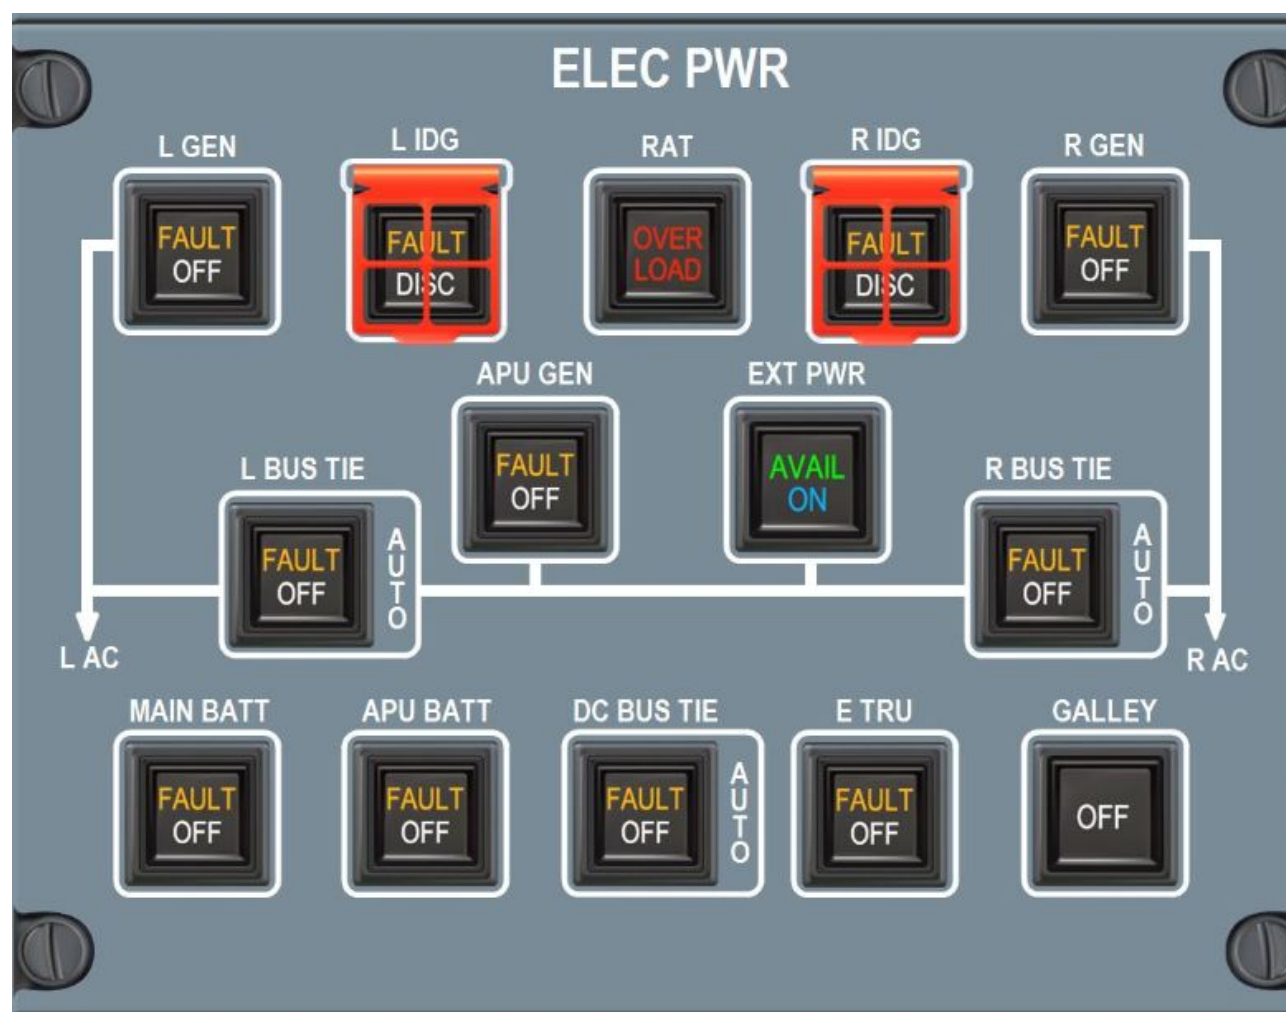 ELEC PWR
L GEN
L IDG
RAT
R IDG
R GEN
FAULT
OFF
FAULT
DISC
OVER
LOAD
FAULT
DISC
FAULT
OFF
APU GEN
EXT PWR
FAULT
OFF
AVAIL
ON
L BUS TIE
R BUS TIE
FAULT
OFF
AUTO
FAULT
OFF
AUTO
L AC
R AC
MAIN BATT
APU BATT
DC BUS TIE
E TRU
GALLEY
FAULT
OFF
FAULT
OFF
FAULT
OFF
AUTO
FAULT
OFF
OFF